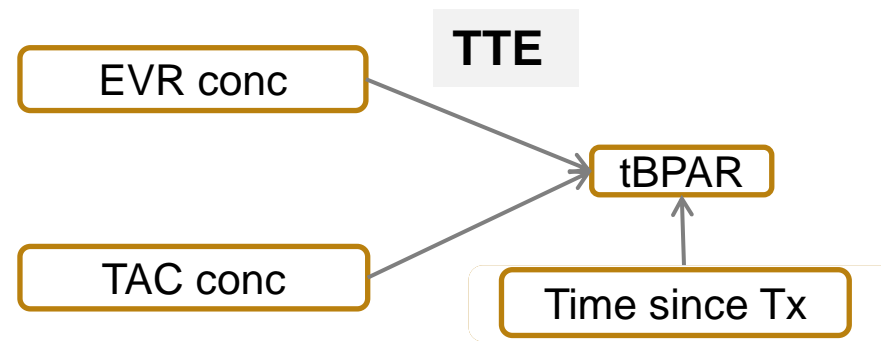 TTE
EVR conc
tBPAR
TAC conc
Time since Tx